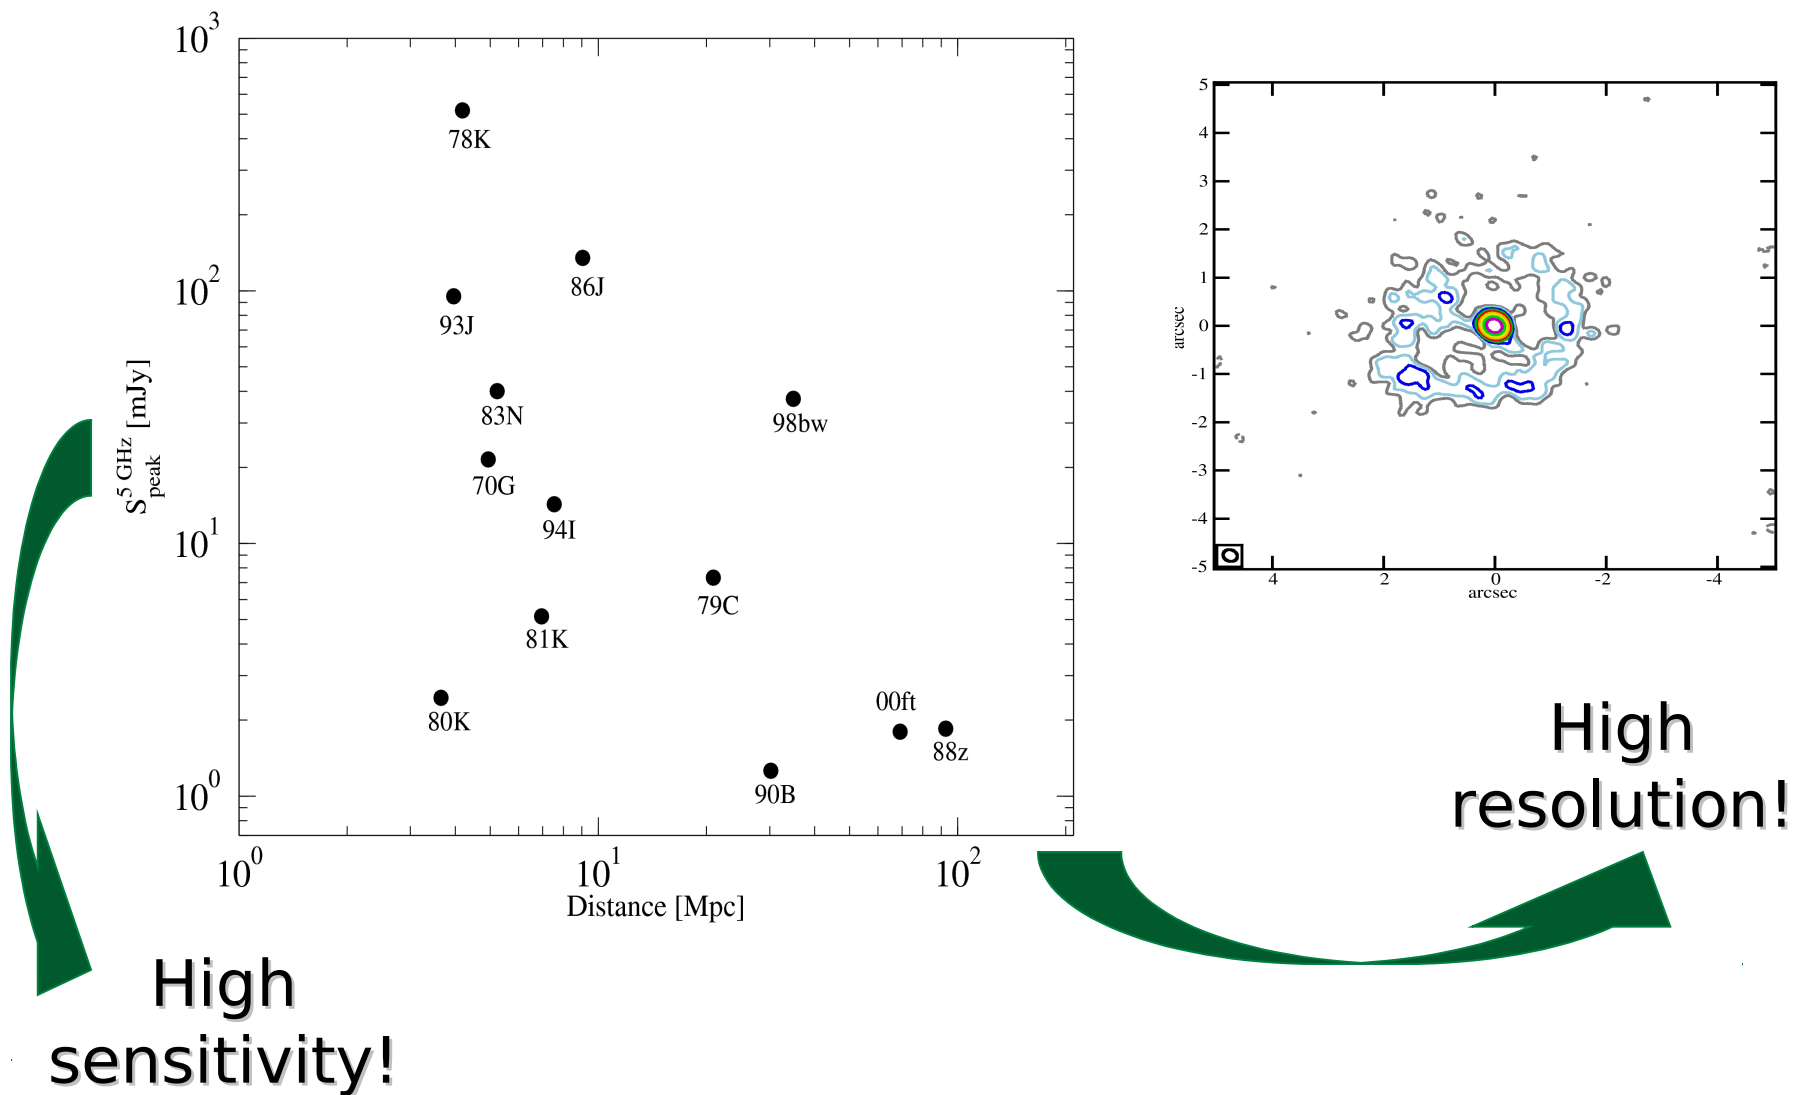 10^3
10^2
10^1
10^0
S^5 GHz_peak [mJy]
78K
86J
93J
83N
98bw
70G
94I
79C
81K
80K
00ft
88z
90B
10^0
10^1
10^2
Distance [Mpc]
5
4
3
2
1
0
-1
-2
-3
-4
-5
arcsec
4
2
0
-2
-4
arcsec
High
resolution!
High
sensitivity!